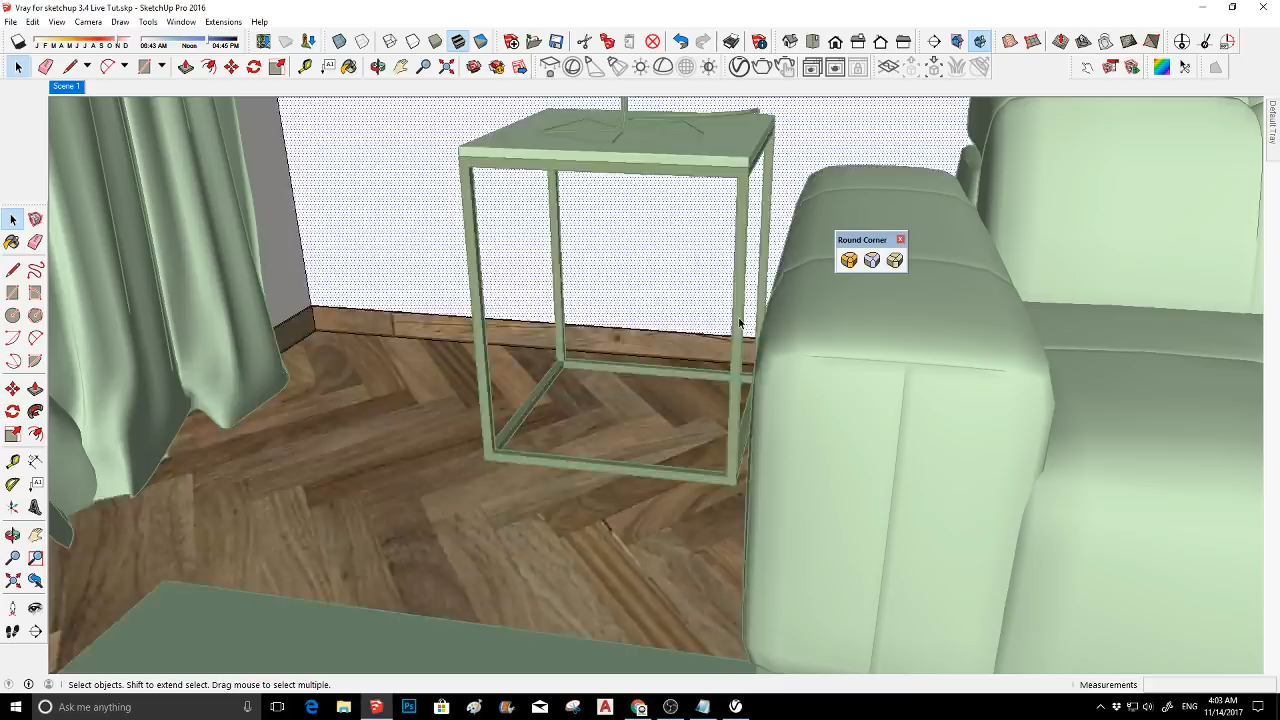 Vray for sketchup 3.4 Live Tut.skp - SketchUp Pro 2016
File Edit View Camera Draw Tools Window Extensions Help
J F M A M J J A S O N D 06:43 AM Noon 04:45 PM
Scene 1
Default Tray
Round Corner
Select objects. Shift to extend select. Drag mouse to select multiple.
Measurements
Ask me anything
4:03 AM
11/14/2017